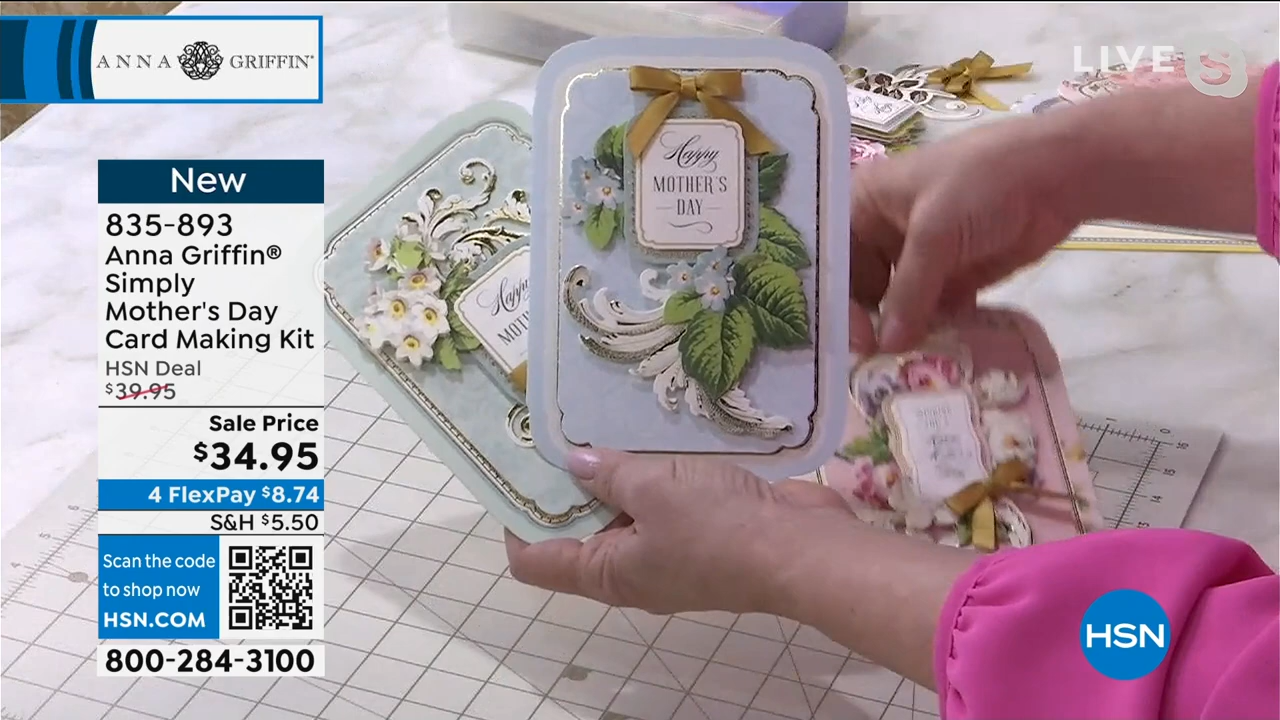 ANNA GRIFFIN®
LIVE S
New
835-893
Anna Griffin®
Simply
Mother's Day
Card Making Kit
HSN Deal
$39.95
Sale Price
$34.95
4 FlexPay $8.74
S&H $5.50
Scan the code
to shop now
HSN.COM
800-284-3100
Happy
MOTHER'S
DAY
Happy
HSN